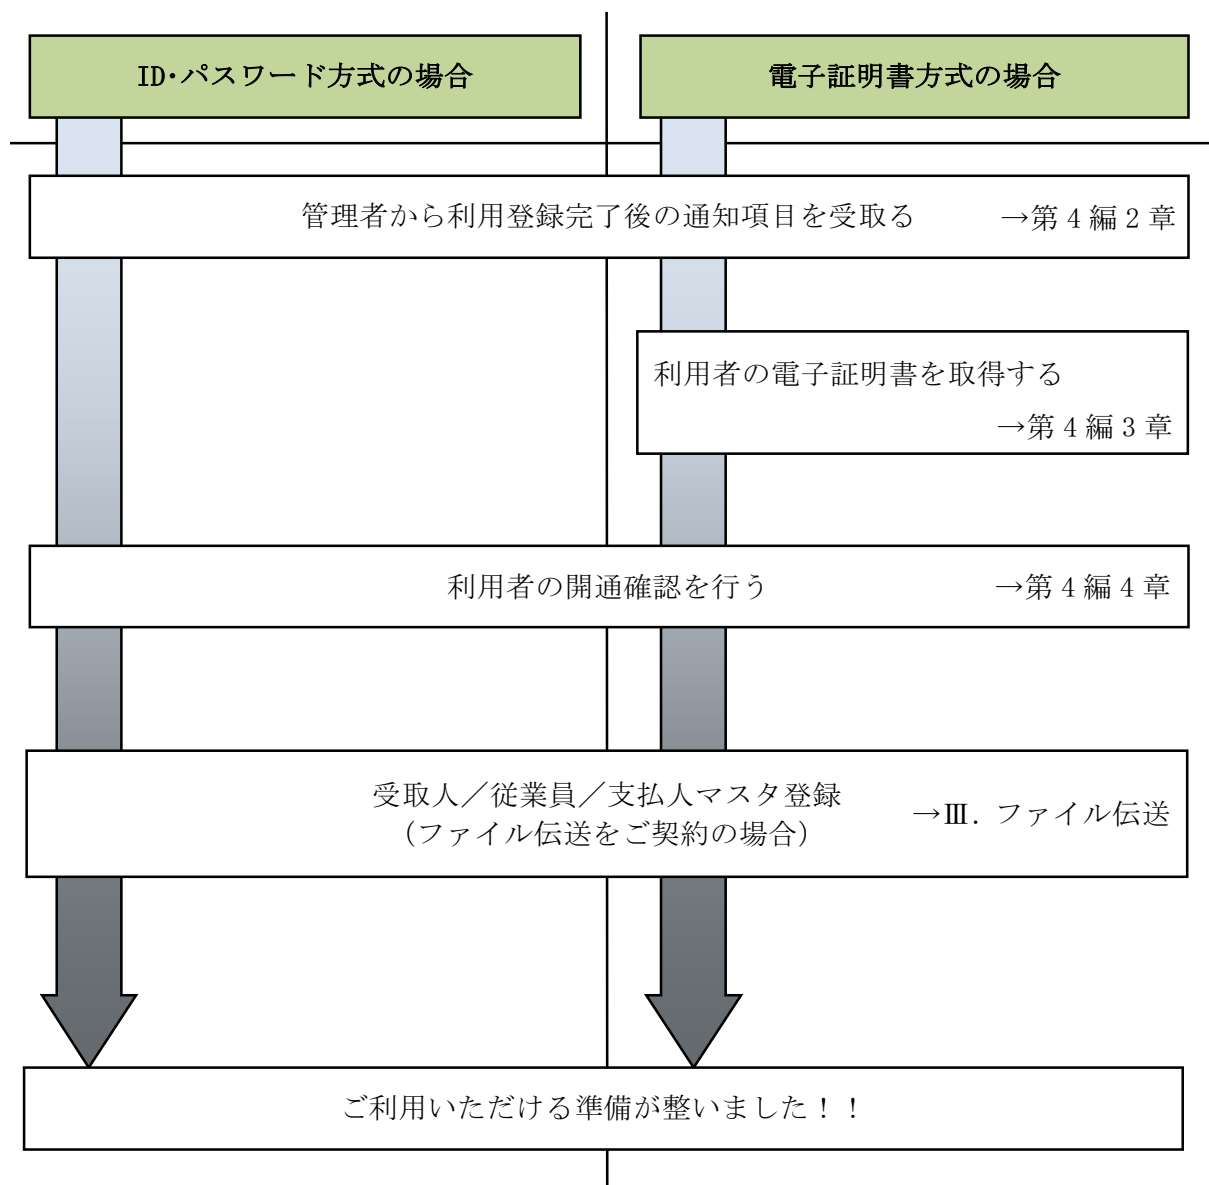 ID・パスワード方式の場合
電子証明書方式の場合
管理者から利用登録完了後の通知項目を受取る →第4編2章
利用者の電子証明書を取得する
→第4編3章
利用者の開通確認を行う →第4編4章
受取人／従業員／支払人マスタ登録
(ファイル伝送をご契約の場合)
→Ⅲ. ファイル伝送
ご利用いただける準備が整いました！！